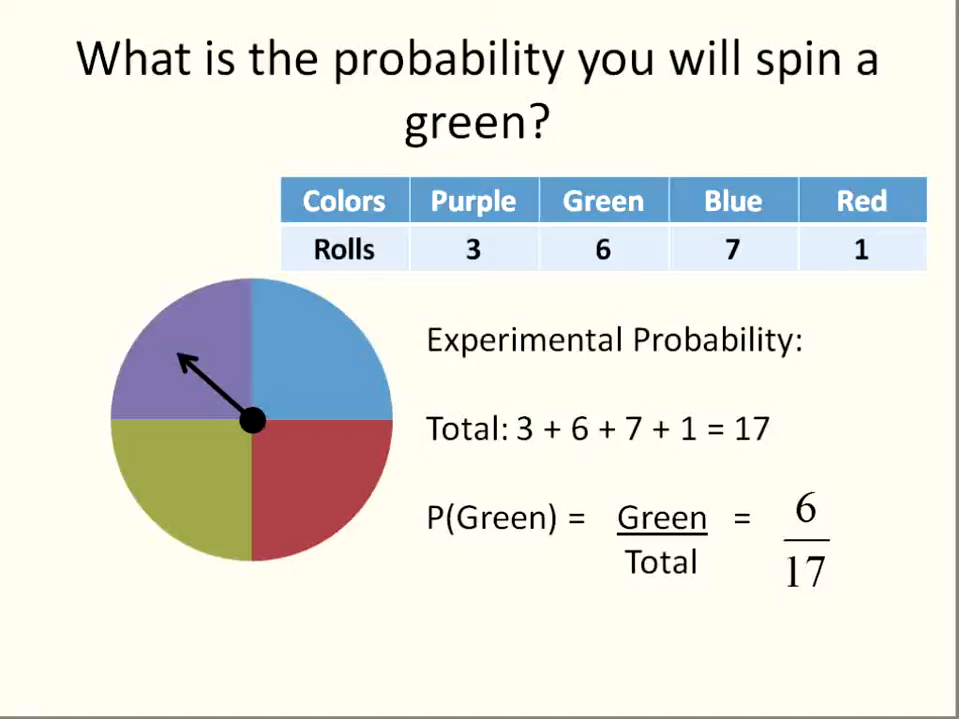 What is the probability you will spin a
green?
Colors Purple Green Blue Red
Rolls 3 6 7 1
Experimental Probability:
Total: 3 + 6 + 7 + 1 = 17
P(Green) = Green = 6
Total 17